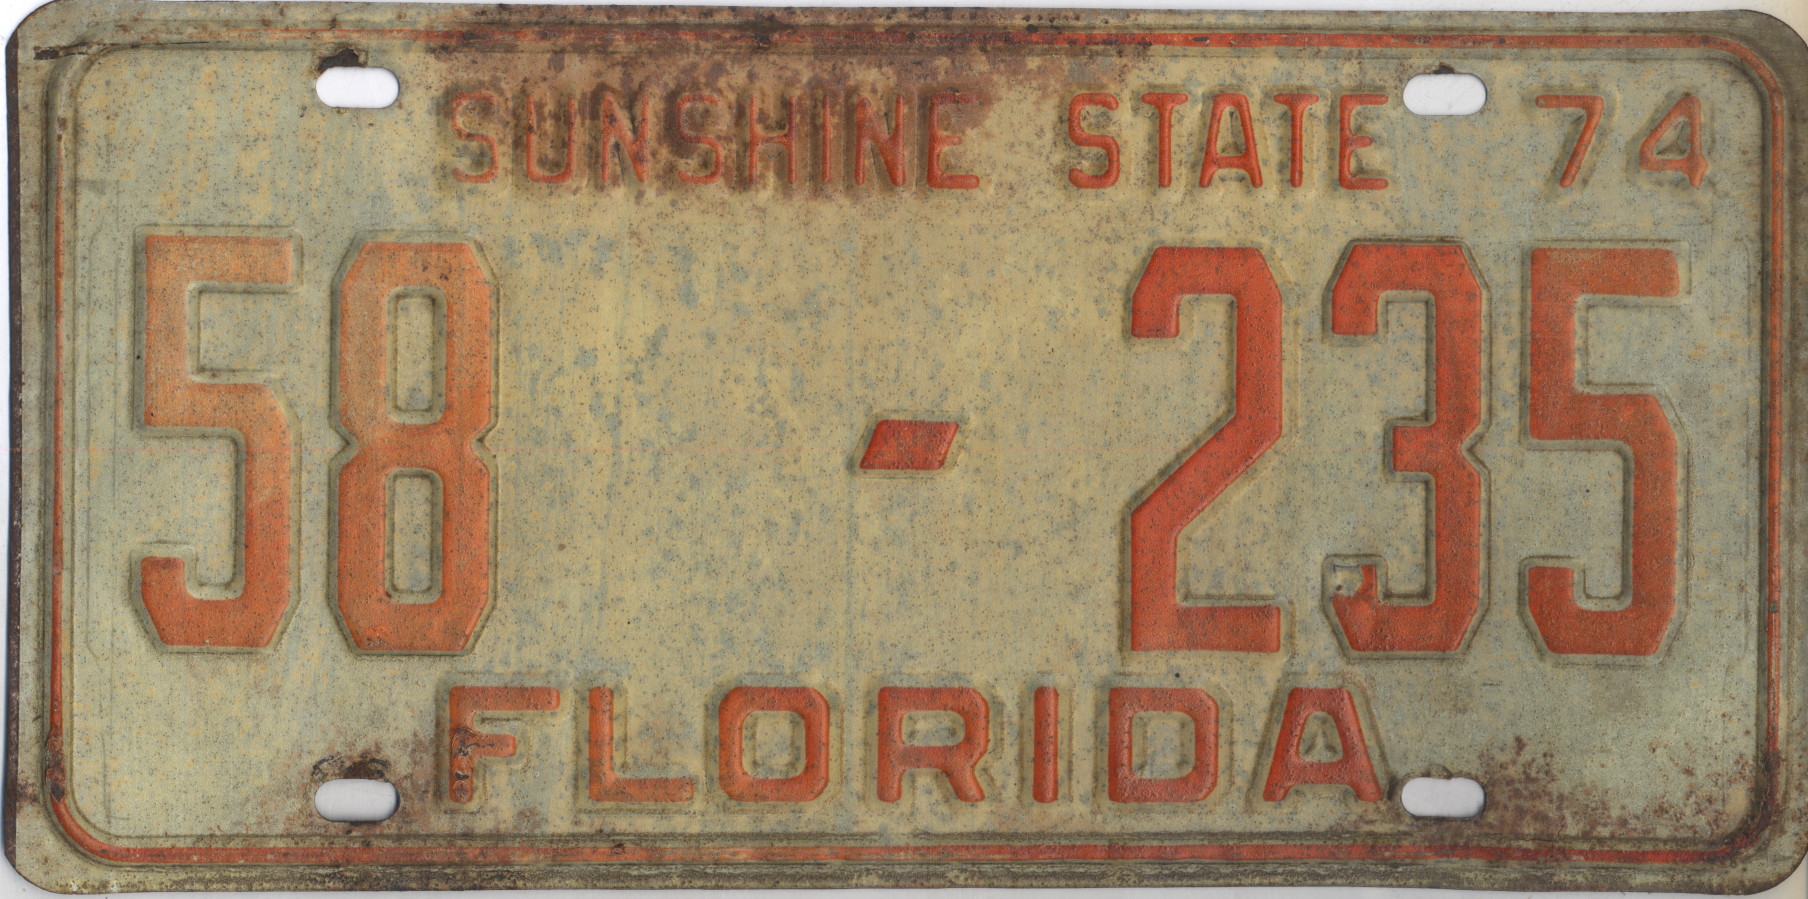 SUNSHINE STATE 74
58-235
FLORIDA